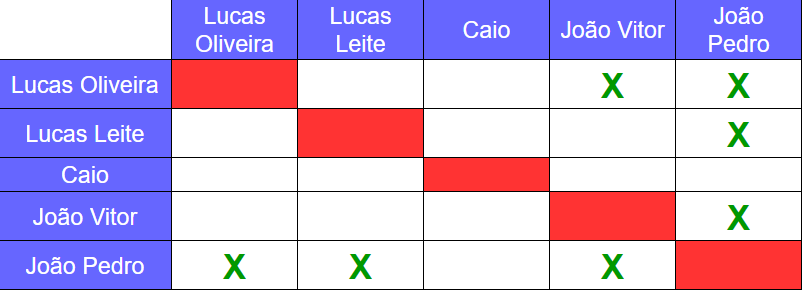 Lucas Oliveira
Lucas Leite
Caio
João Vitor
João Pedro
Lucas Oliveira
X
X
Lucas Leite
X
Caio
João Vitor
X
João Pedro
X
X
X